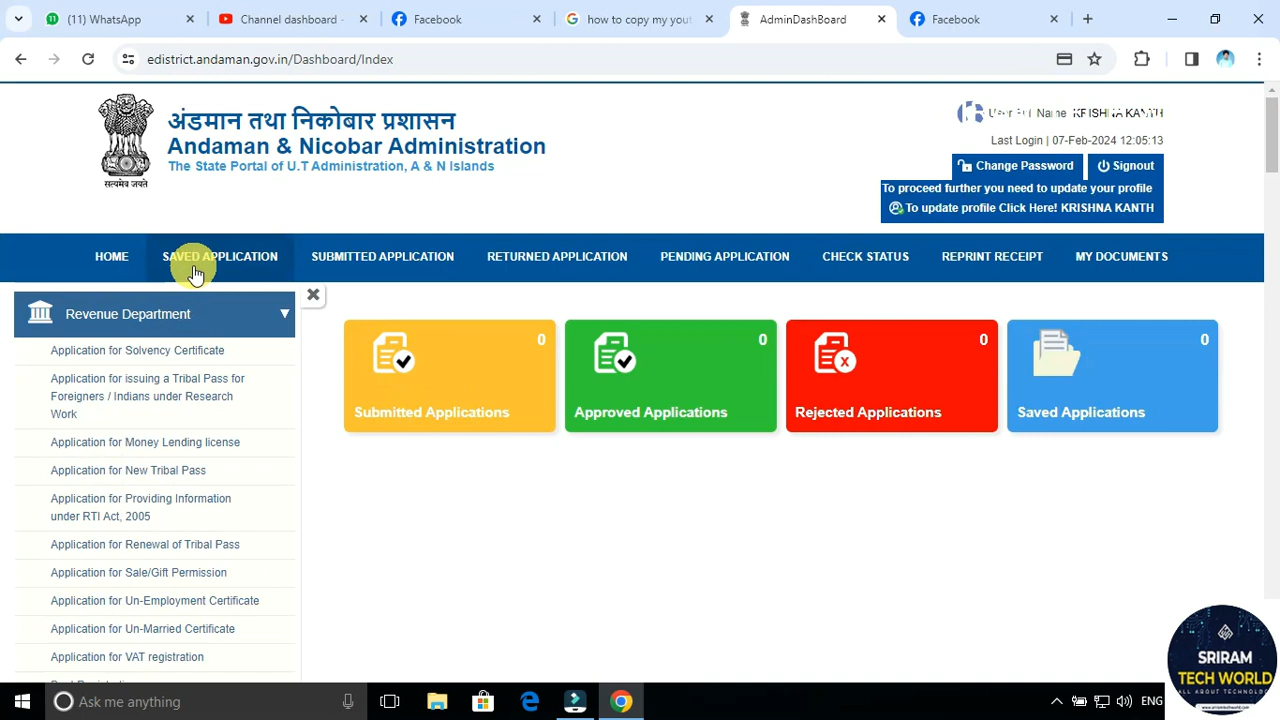 (11) WhatsApp
Channel dashboard -
Facebook
how to copy my yout
AdminDashBoard
Facebook
edistrict.andaman.gov.in/Dashboard/Index
सत्यमेव जयते
अंडमान तथा निकोबार प्रशासन
Andaman & Nicobar Administration
The State Portal of U.T Administration, A & N Islands
Name KRISHNA KANTH
Last Login | 07-Feb-2024 12:05:13
Change Password
Signout
To proceed further you need to update your profile
To update profile Click Here! KRISHNA KANTH
HOME
SAVED APPLICATION
SUBMITTED APPLICATION
RETURNED APPLICATION
PENDING APPLICATION
CHECK STATUS
REPRINT RECEIPT
MY DOCUMENTS
Revenue Department
Application for Solvency Certificate
Application for issuing a Tribal Pass for
Foreigners / Indians under Research
Work
Application for Money Lending license
Application for New Tribal Pass
Application for Providing Information
under RTI Act, 2005
Application for Renewal of Tribal Pass
Application for Sale/Gift Permission
Application for Un-Employment Certificate
Application for Un-Married Certificate
Application for VAT registration
0
Submitted Applications
0
Approved Applications
0
Rejected Applications
0
Saved Applications
SRIRAM
TECH WORLD
ALL ABOUT TECHNOLOGY
Ask me anything
ENG